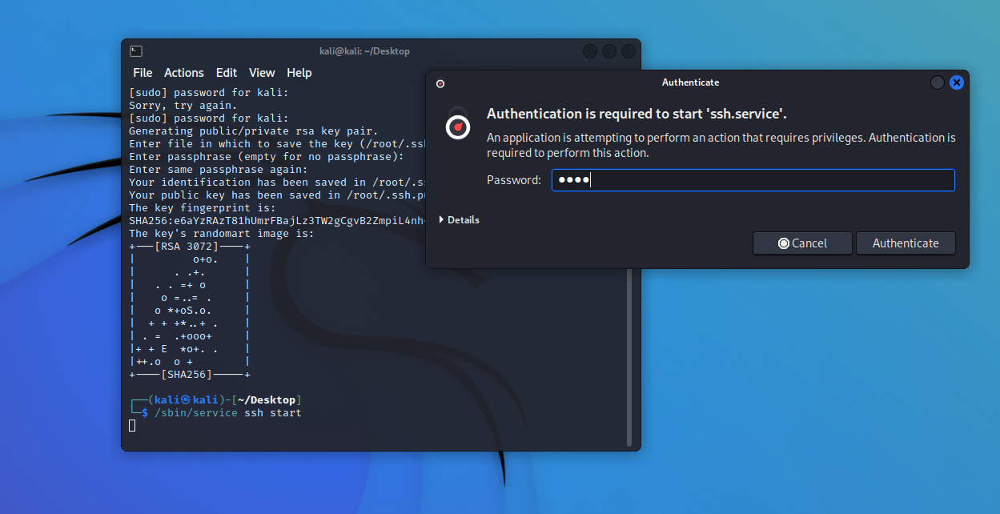 kali@kali: ~/Desktop
File Actions Edit View Help
[sudo] password for kali:
Sorry, try again.
[sudo] password for kali:
Generating public/private rsa key pair.
Enter file in which to save the key (/root/.ssh
Enter passphrase (empty for no passphrase):
Enter same passphrase again:
Your identification has been saved in /root/.ss
Your public key has been saved in /root/.ssh.pu
The key fingerprint is:
SHA256:e6aYzRAzT81hUmrFBajLz3TW2gCgvB2ZmpiL4nh
The key's randomart image is:
+---[RSA 3072]----+
|         o+o.    |
|      . .+.      |
|   . . =+ o      |
|    o =..= .     |
|   o *+oS.o.     |
|  + + +*..+ .    |
| . =  .+ooo+     |
|+ + E  *o+. .    |
|++.o  o +        |
+----[SHA256]-----+
┌──(kali㉿kali)-[~/Desktop]
└─$ /sbin/service ssh start
Authenticate
Authentication is required to start 'ssh.service'.
An application is attempting to perform an action that requires privileges. Authentication is
required to perform this action.
Password: ●●●●
Details
Cancel Authenticate